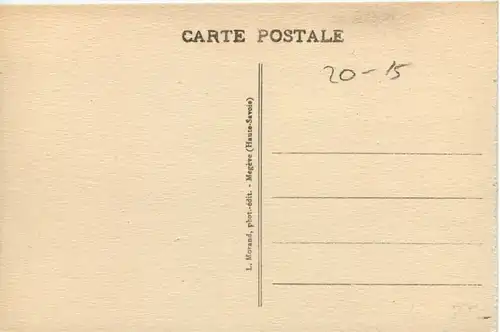 CARTE POSTALE
20-15
L. Morand, phot.-édit. - Megève (Haute-Savoie)